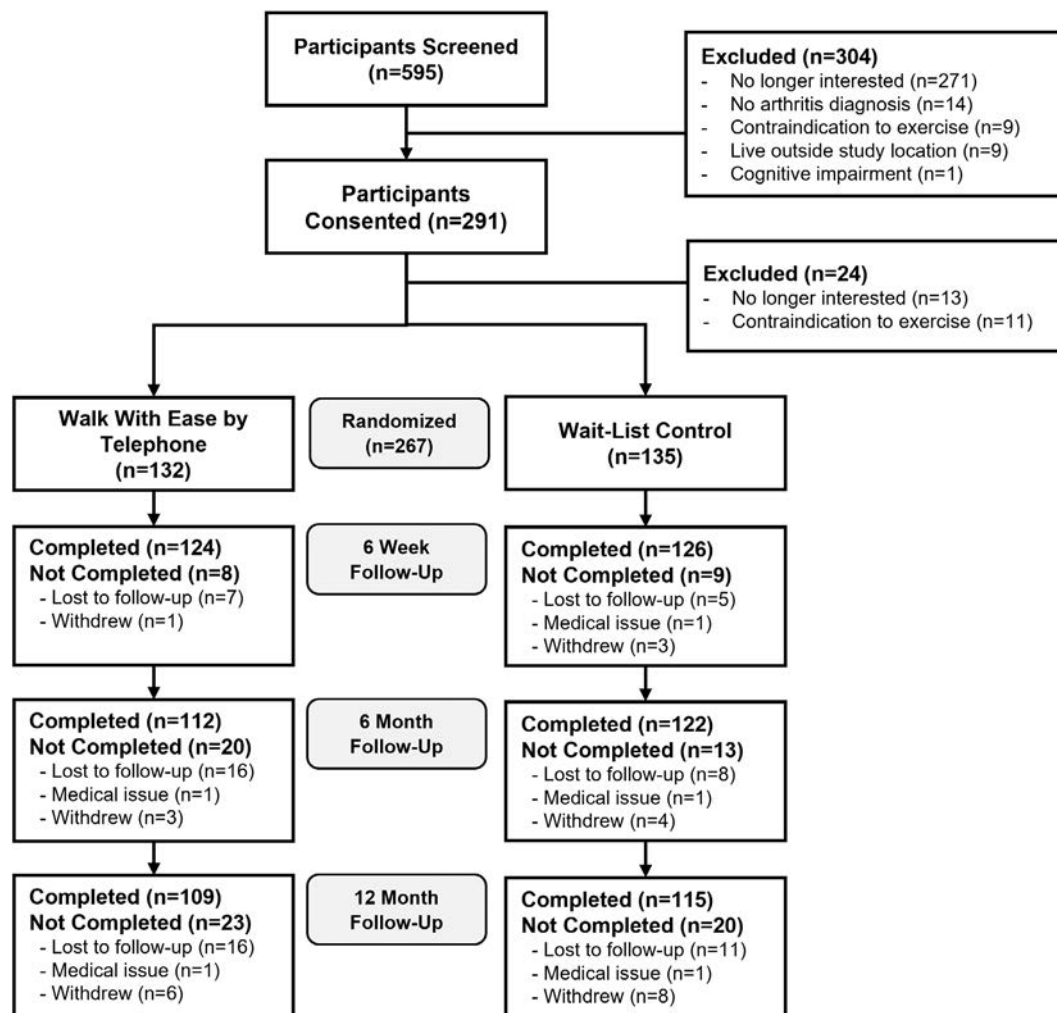 Participants Screened
(n=595)
Excluded (n=304)
- No longer interested (n=271)
- No arthritis diagnosis (n=14)
- Contraindication to exercise (n=9)
- Live outside study location (n=9)
- Cognitive impairment (n=1)
Participants
Consented (n=291)
Excluded (n=24)
- No longer interested (n=13)
- Contraindication to exercise (n=11)
Walk With Ease by
Telephone
(n=132)
Randomized
(n=267)
Wait-List Control
(n=135)
Completed (n=124)
Not Completed (n=8)
- Lost to follow-up (n=7)
- Withdrew (n=1)
6 Week
Follow-Up
Completed (n=126)
Not Completed (n=9)
- Lost to follow-up (n=5)
- Medical issue (n=1)
- Withdrew (n=3)
Completed (n=112)
Not Completed (n=20)
- Lost to follow-up (n=16)
- Medical issue (n=1)
- Withdrew (n=3)
6 Month
Follow-Up
Completed (n=122)
Not Completed (n=13)
- Lost to follow-up (n=8)
- Medical issue (n=1)
- Withdrew (n=4)
Completed (n=109)
Not Completed (n=23)
- Lost to follow-up (n=16)
- Medical issue (n=1)
- Withdrew (n=6)
12 Month
Follow-Up
Completed (n=115)
Not Completed (n=20)
- Lost to follow-up (n=11)
- Medical issue (n=1)
- Withdrew (n=8)